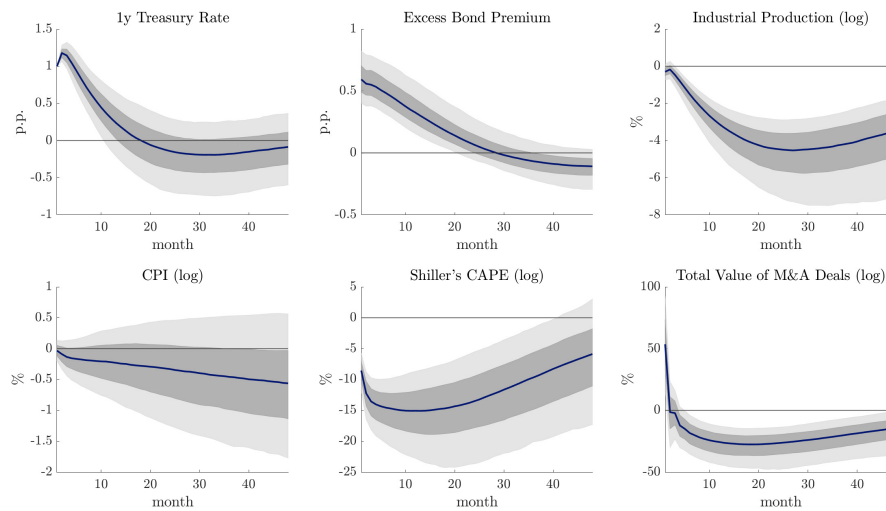 1y Treasury Rate
p.p.
1.5
1
0.5
0
-0.5
-1
10 20 30 40
month
Excess Bond Premium
p.p.
1
0.5
0
-0.5
10 20 30 40
month
Industrial Production (log)
%
2
0
-2
-4
-6
-8
10 20 30 40
month
CPI (log)
%
1
0.5
0
-0.5
-1
-1.5
-2
10 20 30 40
month
Shiller's CAPE (log)
%
5
0
-5
-10
-15
-20
-25
10 20 30 40
month
Total Value of M&A Deals (log)
%
100
50
0
-50
10 20 30 40
month